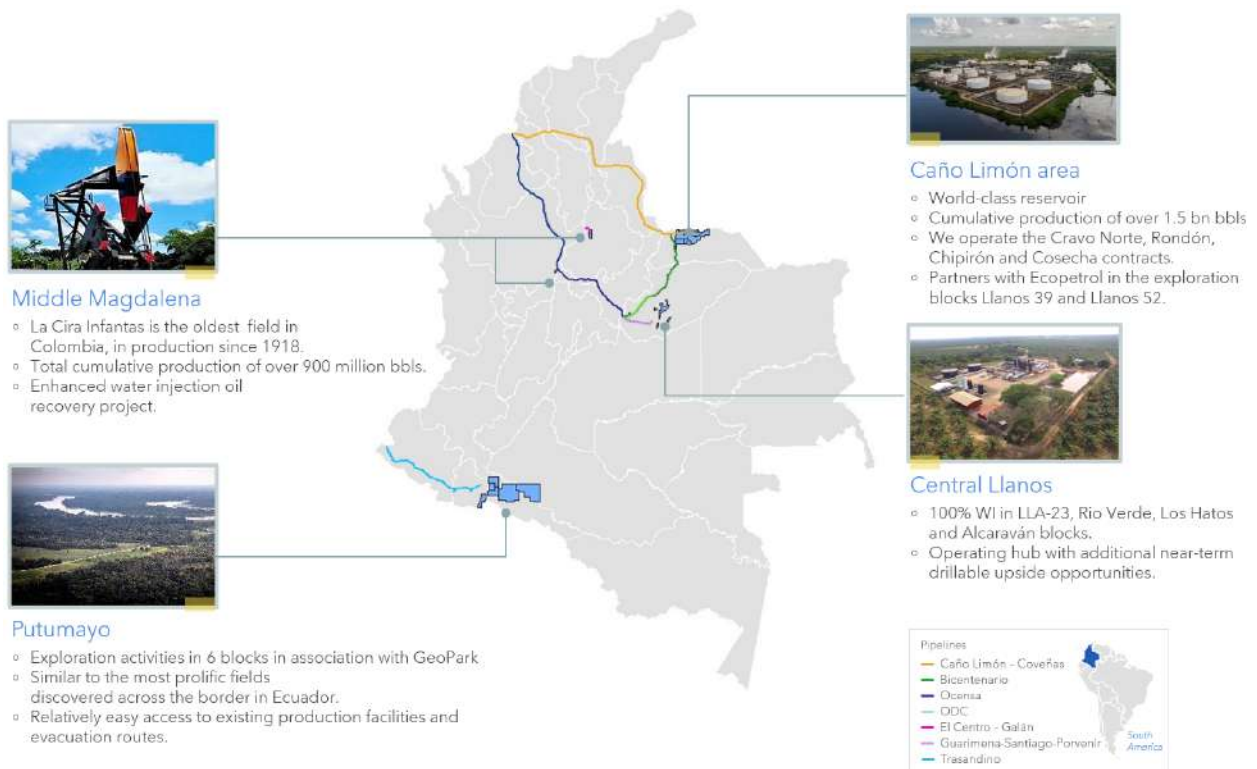 Middle Magdalena
◦ La Cira Infantas is the oldest field in
Colombia, in production since 1918.
◦ Total cumulative production of over 900 million bbls.
◦ Enhanced water injection oil
recovery project.
Putumayo
◦ Exploration activities in 6 blocks in association with GeoPark
◦ Similar to the most prolific fields
discovered across the border in Ecuador.
◦ Relatively easy access to existing production facilities and
evacuation routes.
Caño Limón area
◦ World-class reservoir
◦ Cumulative production of over 1.5 bn bbls
◦ We operate the Cravo Norte, Rondón,
Chipirón and Cosecha contracts.
◦ Partners with Ecopetrol in the exploration
blocks Llanos 39 and Llanos 52.
Central Llanos
◦ 100% WI in LLA-23, Rio Verde, Los Hatos
and Alcaraván blocks.
◦ Operating hub with additional near-term
drillable upside opportunities.
Pipelines
Caño Limón - Coveñas
Bicentenario
Ocensa
ODC
El Centro - Galán
Guarimena-Santiago-Porvenir
Trasandino
South
America